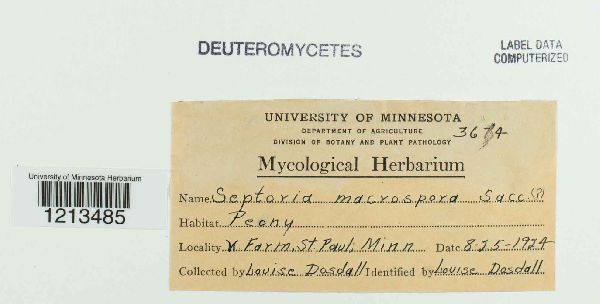 DEUTEROMYCETES
LABEL DATA
COMPUTERIZED
UNIVERSITY OF MINNESOTA
DEPARTMENT OF AGRICULTURE
DIVISION OF BOTANY AND PLANT PATHOLOGY
Mycological Herbarium
Name Septoria macrospora Sacc. (?)
Habitat Peony
Locality Farm, St Paul, Minn Date 8-25-1924
Collected by Louise Dosdall Identified by Louise Dosdall
University of Minnesota Herbarium
1213485